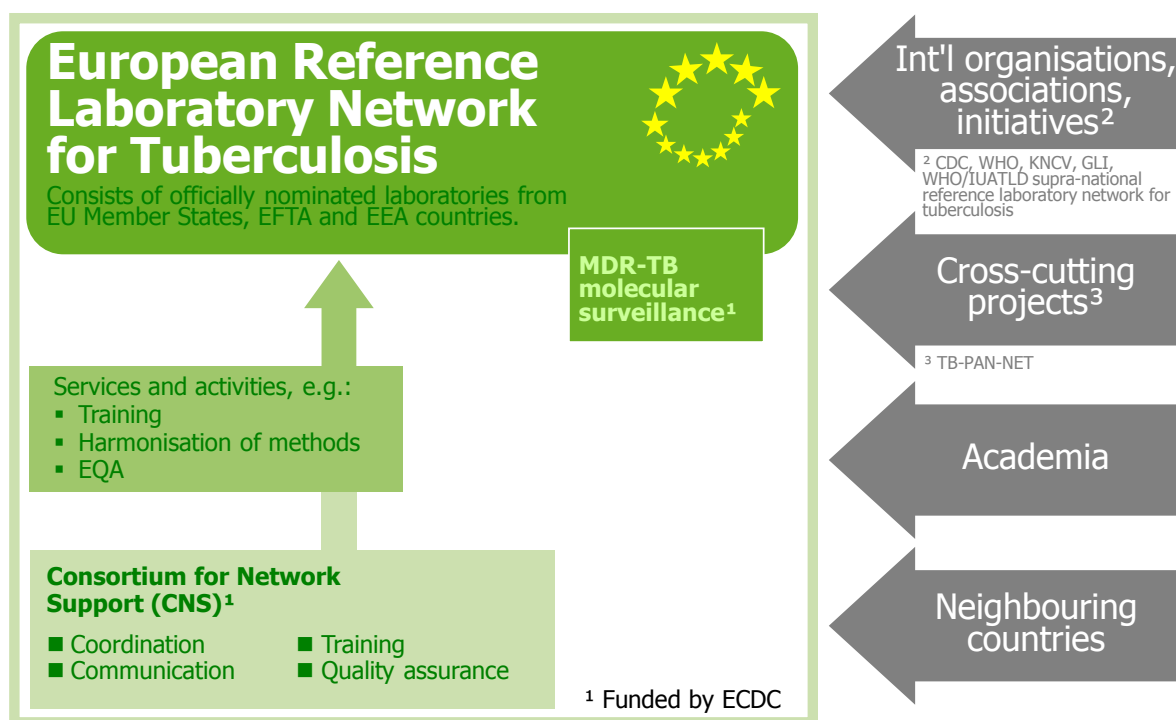 European Reference
Laboratory Network
for Tuberculosis
Consists of officially nominated laboratories from
EU Member States, EFTA and EEA countries.
MDR-TB
molecular
surveillance¹
Services and activities, e.g.:
▪ Training
▪ Harmonisation of methods
▪ EQA
Consortium for Network
Support (CNS)¹
■ Coordination
■ Communication
■ Training
■ Quality assurance
¹ Funded by ECDC
Int'l organisations,
associations,
initiatives²
² CDC, WHO, KNCV, GLI,
WHO/IUATLD supra-national
reference laboratory network for
tuberculosis
Cross-cutting
projects³
³ TB-PAN-NET
Academia
Neighbouring
countries